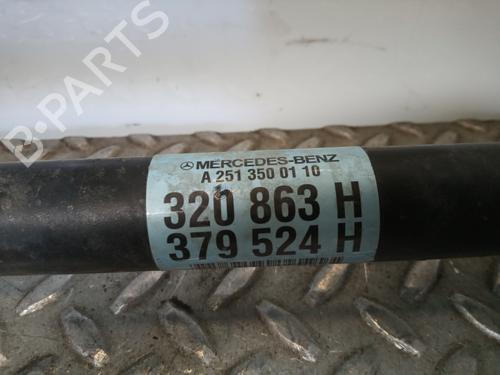 B-PARTS
MERCEDES-BENZ
A 251 350 01 10
320 863 H
379 524 H